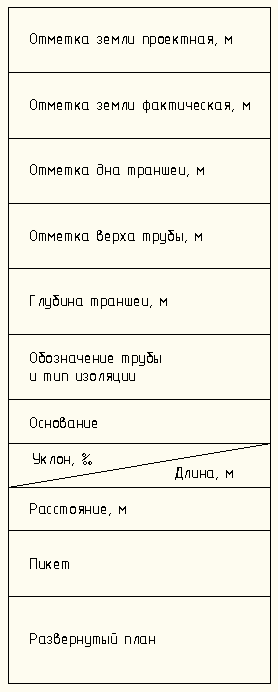 Отметка земли проектная, м
Отметка земли фактическая, м
Отметка дна траншеи, м
Отметка верха трубы, м
Глубина траншеи, м
Обозначение трубы
и тип изоляции
Основание
Уклон, ‰
Длина, м
Расстояние, м
Пикет
Развернутый план